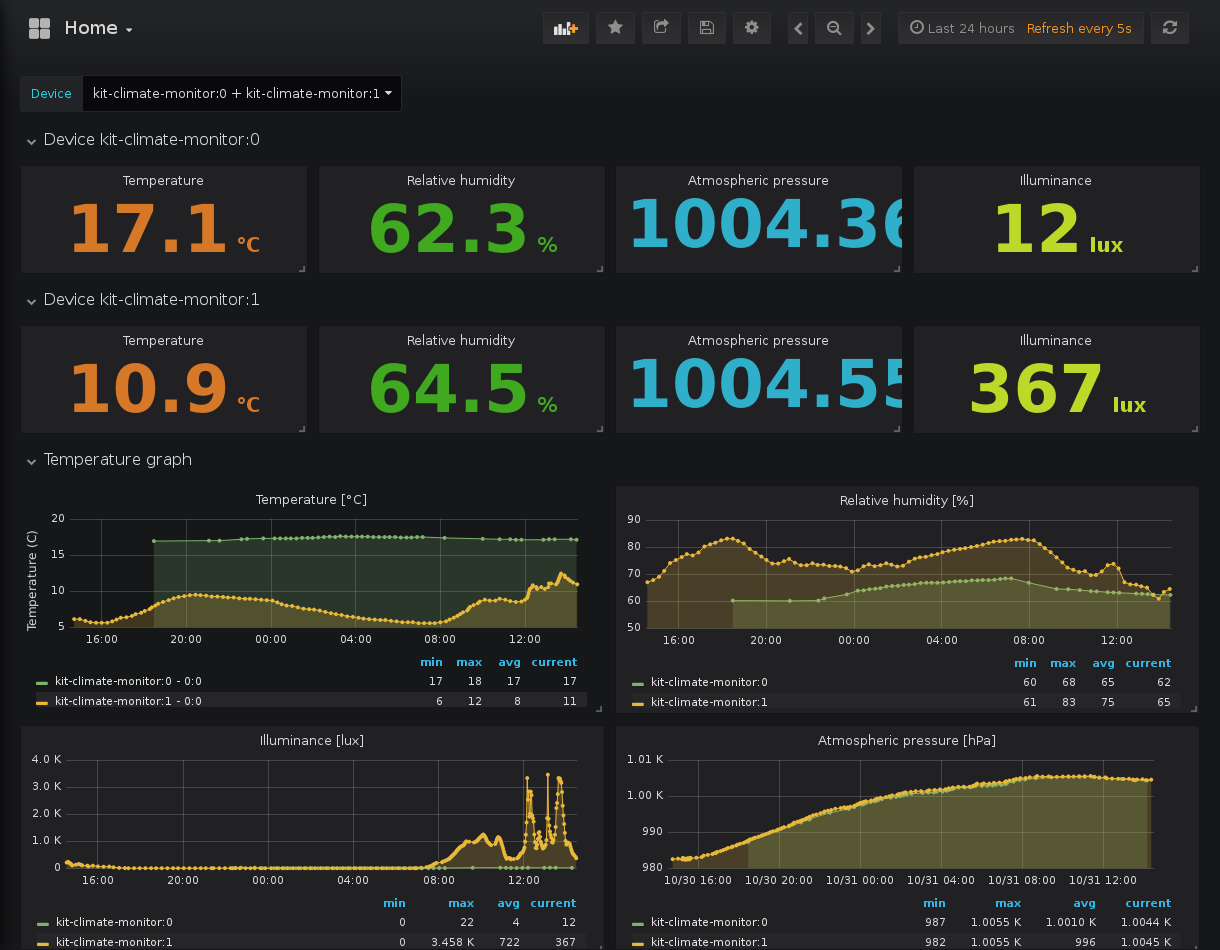 Home
Last 24 hours Refresh every 5s
Device kit-climate-monitor:0 + kit-climate-monitor:1
Device kit-climate-monitor:0
Temperature Relative humidity Atmospheric pressure Illuminance
17.1 °C 62.3 % 1004.36 12 lux
Device kit-climate-monitor:1
Temperature Relative humidity Atmospheric pressure Illuminance
10.9 °C 64.5 % 1004.55 367 lux
Temperature graph
Temperature [°C]
Temperature (C)
20
15
10
5
16:00 20:00 00:00 04:00 08:00 12:00
min max avg current
kit-climate-monitor:0 - 0:0 17 18 17 17
kit-climate-monitor:1 - 0:0 6 12 8 11
Relative humidity [%]
90
80
70
60
50
16:00 20:00 00:00 04:00 08:00 12:00
min max avg current
kit-climate-monitor:0 60 68 65 62
kit-climate-monitor:1 61 83 75 65
Illuminance [lux]
4.0 K
3.0 K
2.0 K
1.0 K
0
16:00 20:00 00:00 04:00 08:00 12:00
min max avg current
kit-climate-monitor:0 0 22 4 12
kit-climate-monitor:1 0 3.458 K 722 367
Atmospheric pressure [hPa]
1.01 K
1.00 K
990
980
10/30 16:00 10/30 20:00 10/31 00:00 10/31 04:00 10/31 08:00 10/31 12:00
min max avg current
kit-climate-monitor:0 987 1.0055 K 1.0010 K 1.0044 K
kit-climate-monitor:1 982 1.0055 K 996 1.0045 K